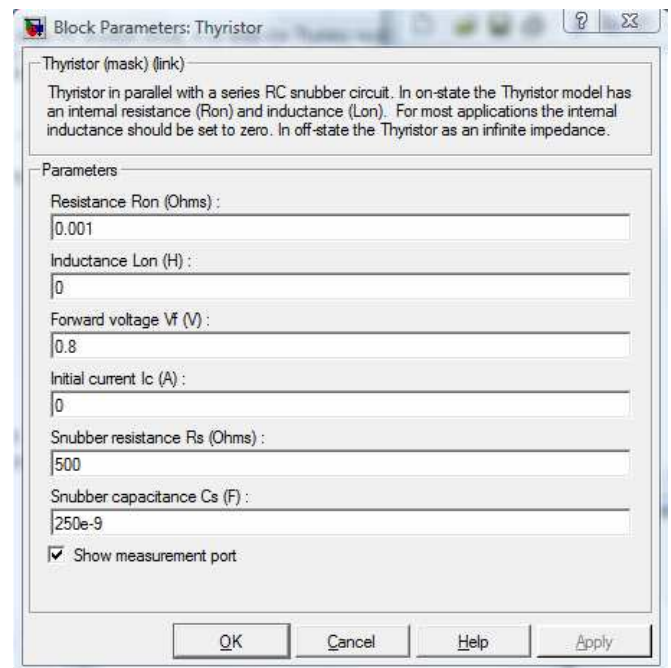 Block Parameters: Thyristor
Thyristor (mask) (link)
Thyristor in parallel with a series RC snubber circuit. In on-state the Thyristor model has
an internal resistance (Ron) and inductance (Lon). For most applications the internal
inductance should be set to zero. In off-state the Thyristor as an infinite impedance.
Parameters
Resistance Ron (Ohms) :
0.001
Inductance Lon (H) :
0
Forward voltage Vf (V) :
0.8
Initial current Ic (A) :
0
Snubber resistance Rs (Ohms) :
500
Snubber capacitance Cs (F) :
250e-9
Show measurement port
OK Cancel Help Apply